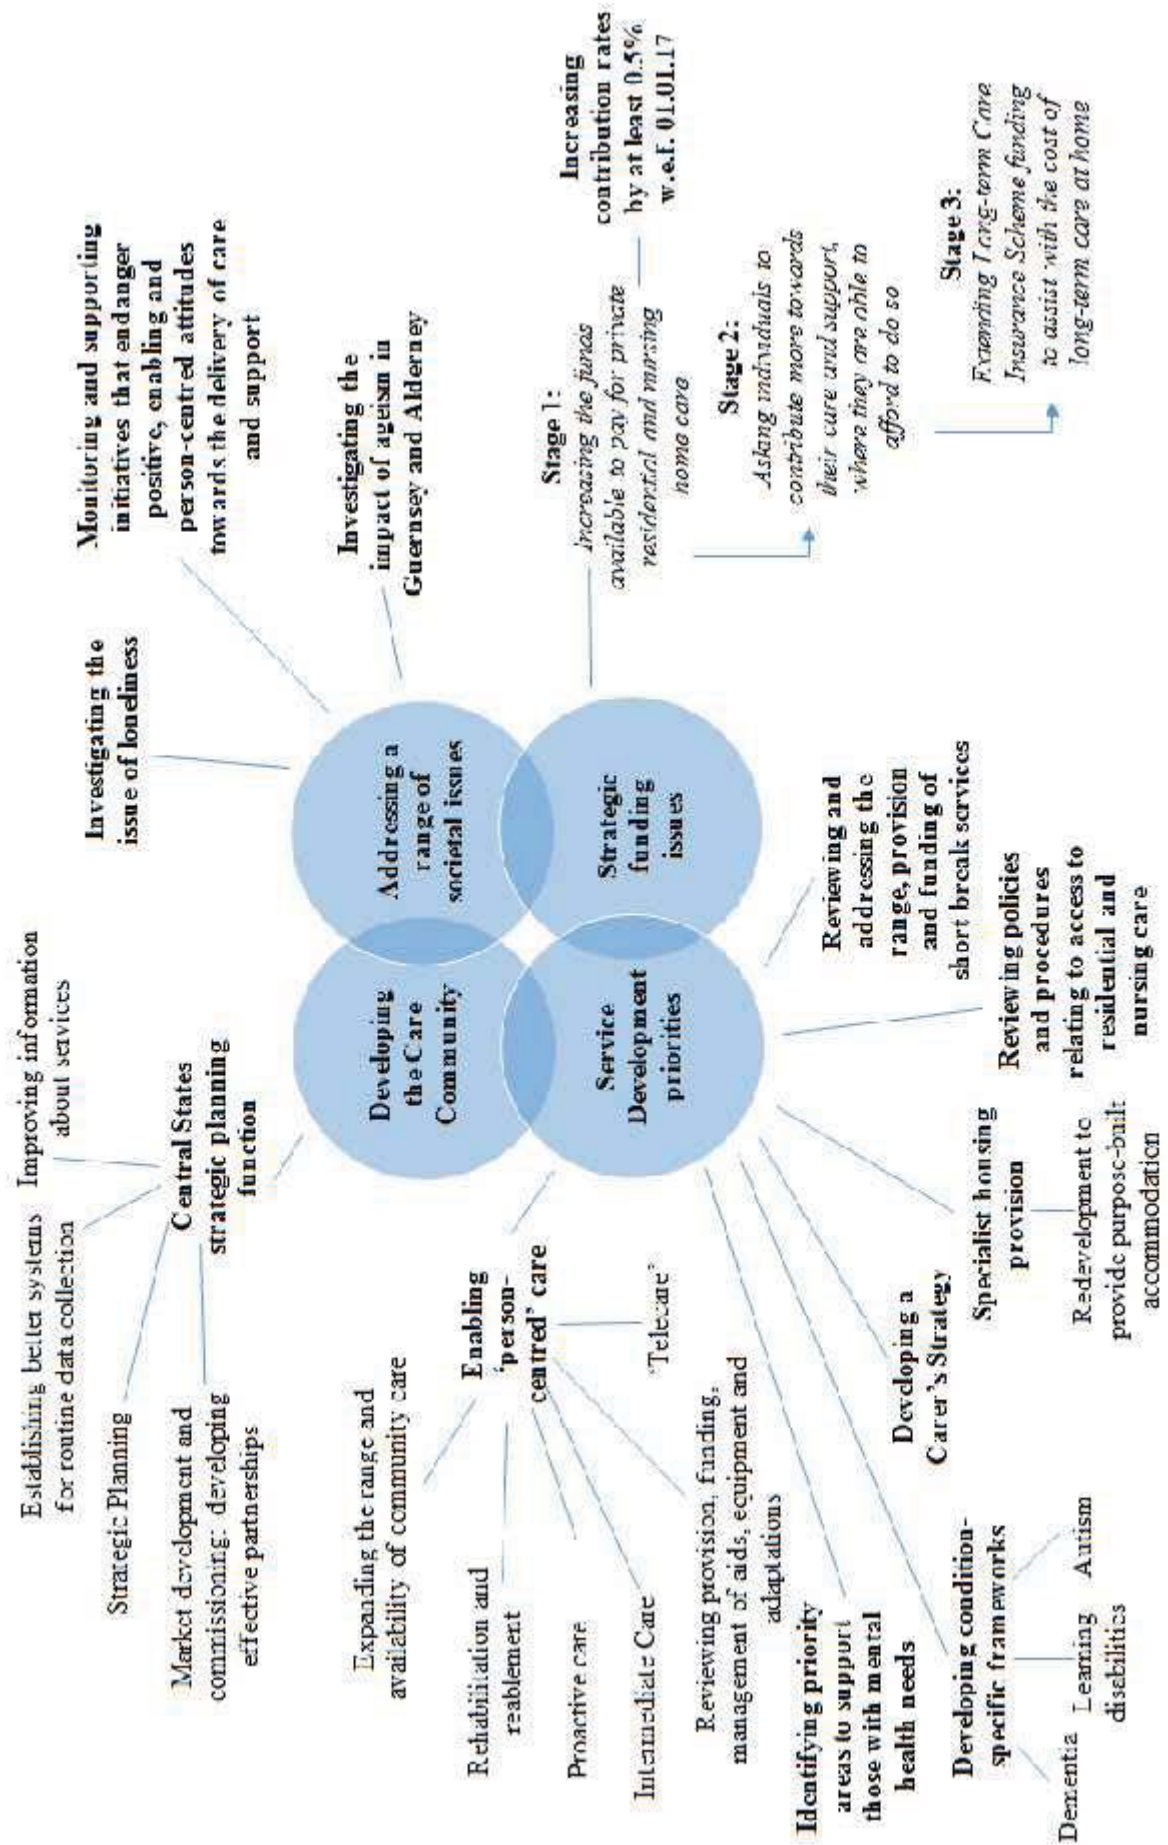 Improving information
about services
Establishing better systems
for routine data collection
Strategic Planning
Market development and
commissioning: developing
effective partnerships
Central States
strategic planning
function
Investigating the
issue of loneliness
Monitoring and supporting
initiatives that endanger
positive, enabling and
person-centred attitudes
towards the delivery of care
and support
Investigating the
impact of ageism in
Guernsey and Alderney
Developing
the Care
Community
Addressing a
range of
societal issues
Service
Development
priorities
Strategic
funding
issues
Stage 1:
Increasing the funds
available to pay for private
residential and nursing
home care
Increasing
contribution rates
by at least 0.5%
w.e.f. 01.01.17
Stage 2:
Asking individuals to
contribute more towards
their care and support,
where they are able to
afford to do so
Stage 3:
Extending Long-term Care
Insurance Scheme funding
to assist with the cost of
long-term care at home
Enabling
‘person-
centred’ care
Expanding the range and
availability of community care
Rehabilitation and
reablement
Proactive care
Intermediate Care
Reviewing provision, funding,
management of aids, equipment and
adaptations
“Telecare”
Identifying priority
areas to support
those with mental
health needs
Developing condition-
specific frameworks
Dementia
Learning
disabilities
Autism
Developing a
Carer’s Strategy
Specialist housing
provision
Redevelopment to
provide purpose-built
accommodation
Reviewing policies
and procedures
relating to access to
residential and
nursing care
Reviewing and
addressing the
range, provision
and funding of
short break services